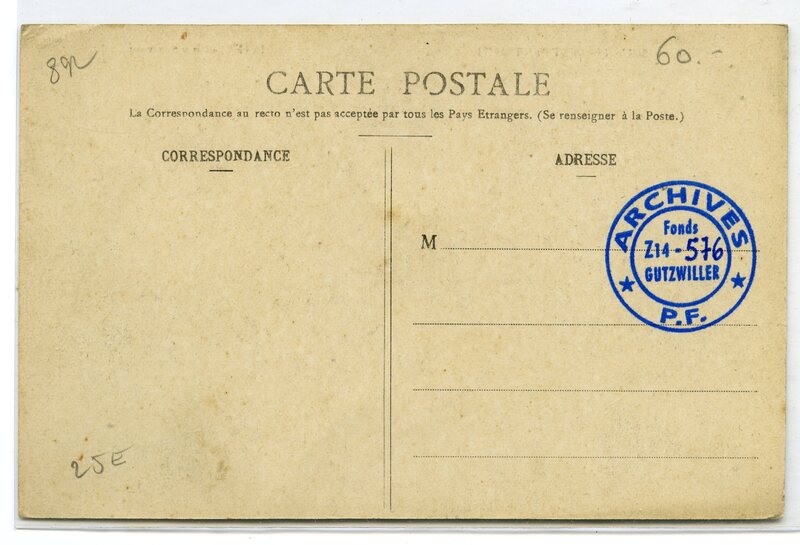 892
60.-
CARTE POSTALE
La Correspondance au recto n'est pas acceptée par tous les Pays Etrangers. (Se renseigner à la Poste.)
CORRESPONDANCE
ADRESSE
M
ARCHIVES
Fonds
Z14 - 576
GUTZWILLER
P.F.
25E